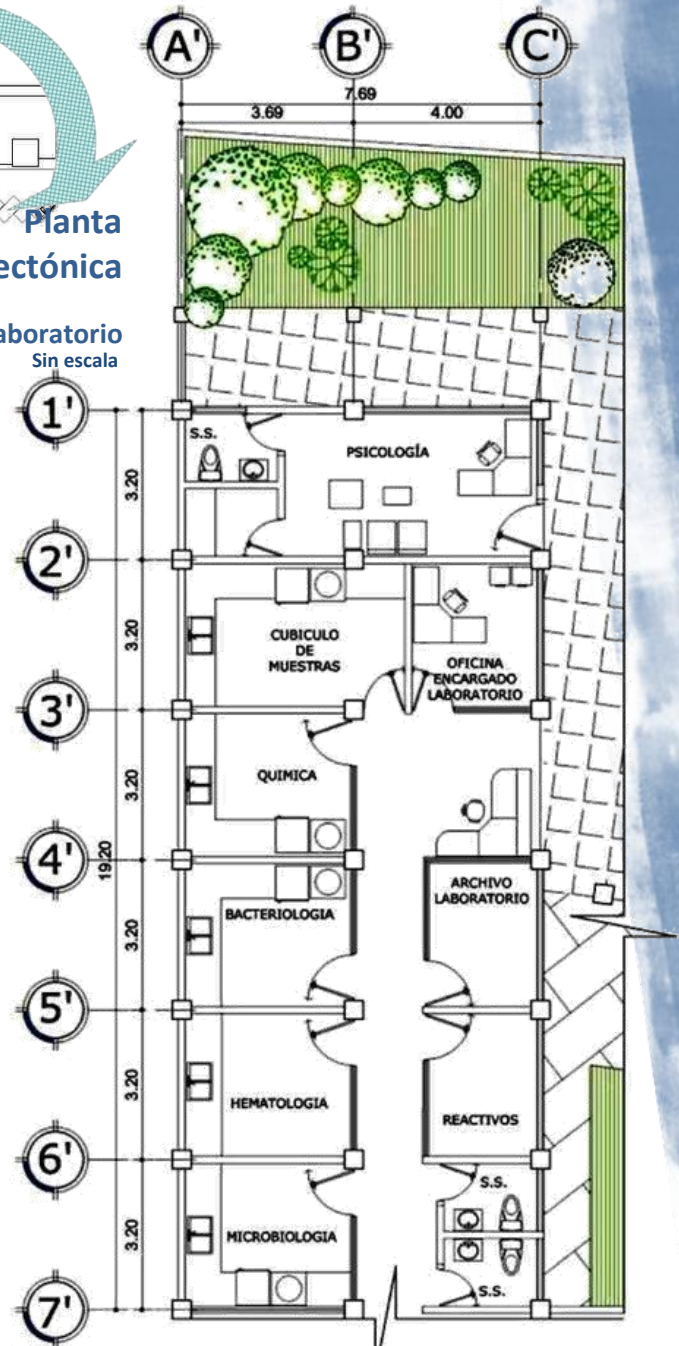 A' B' C'
7.69
3.69 4.00
Planta
ectónica
aboratorio
Sin escala
1'
S.S.
PSICOLOGÍA
3.20
2'
CUBICULO
DE
MUESTRAS
3.20
OFICINA
ENCARGADO
LABORATORIO
3'
QUIMICA
3.20
4'
19.20
ARCHIVO
LABORATORIO
BACTERIOLOGIA
3.20
5'
HEMATOLOGIA
3.20
REACTIVOS
6'
S.S.
MICROBIOLOGIA
3.20
S.S.
7'